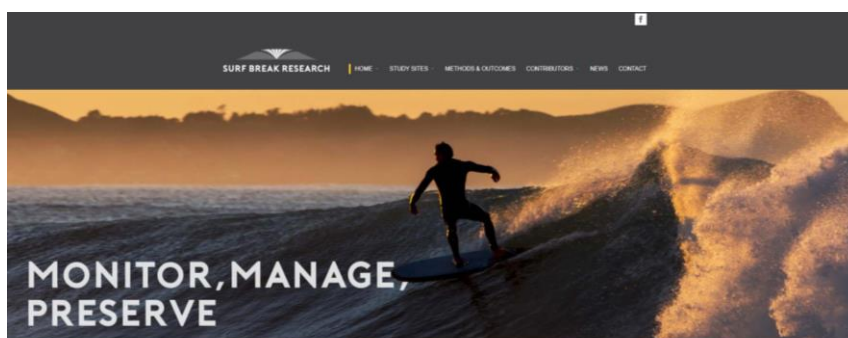 f
SURF BREAK RESEARCH
HOME STUDY SITES METHODS & OUTCOMES CONTRIBUTORS NEWS CONTACT
MONITOR, MANAGE,
PRESERVE